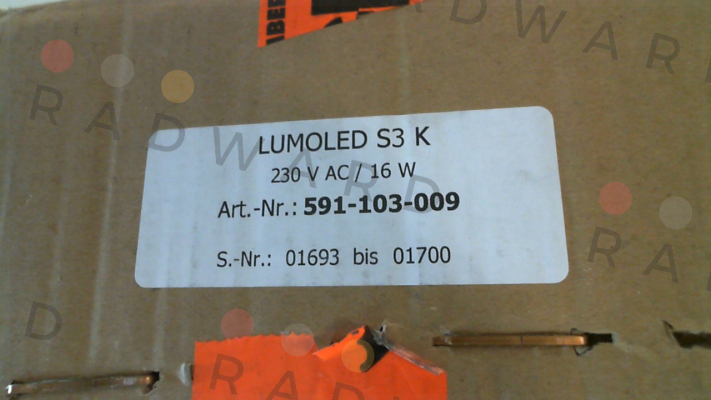 RADWARD
LUMOLED S3 K
230 V AC / 16 W
Art.-Nr.: 591-103-009
S.-Nr.: 01693 bis 01700